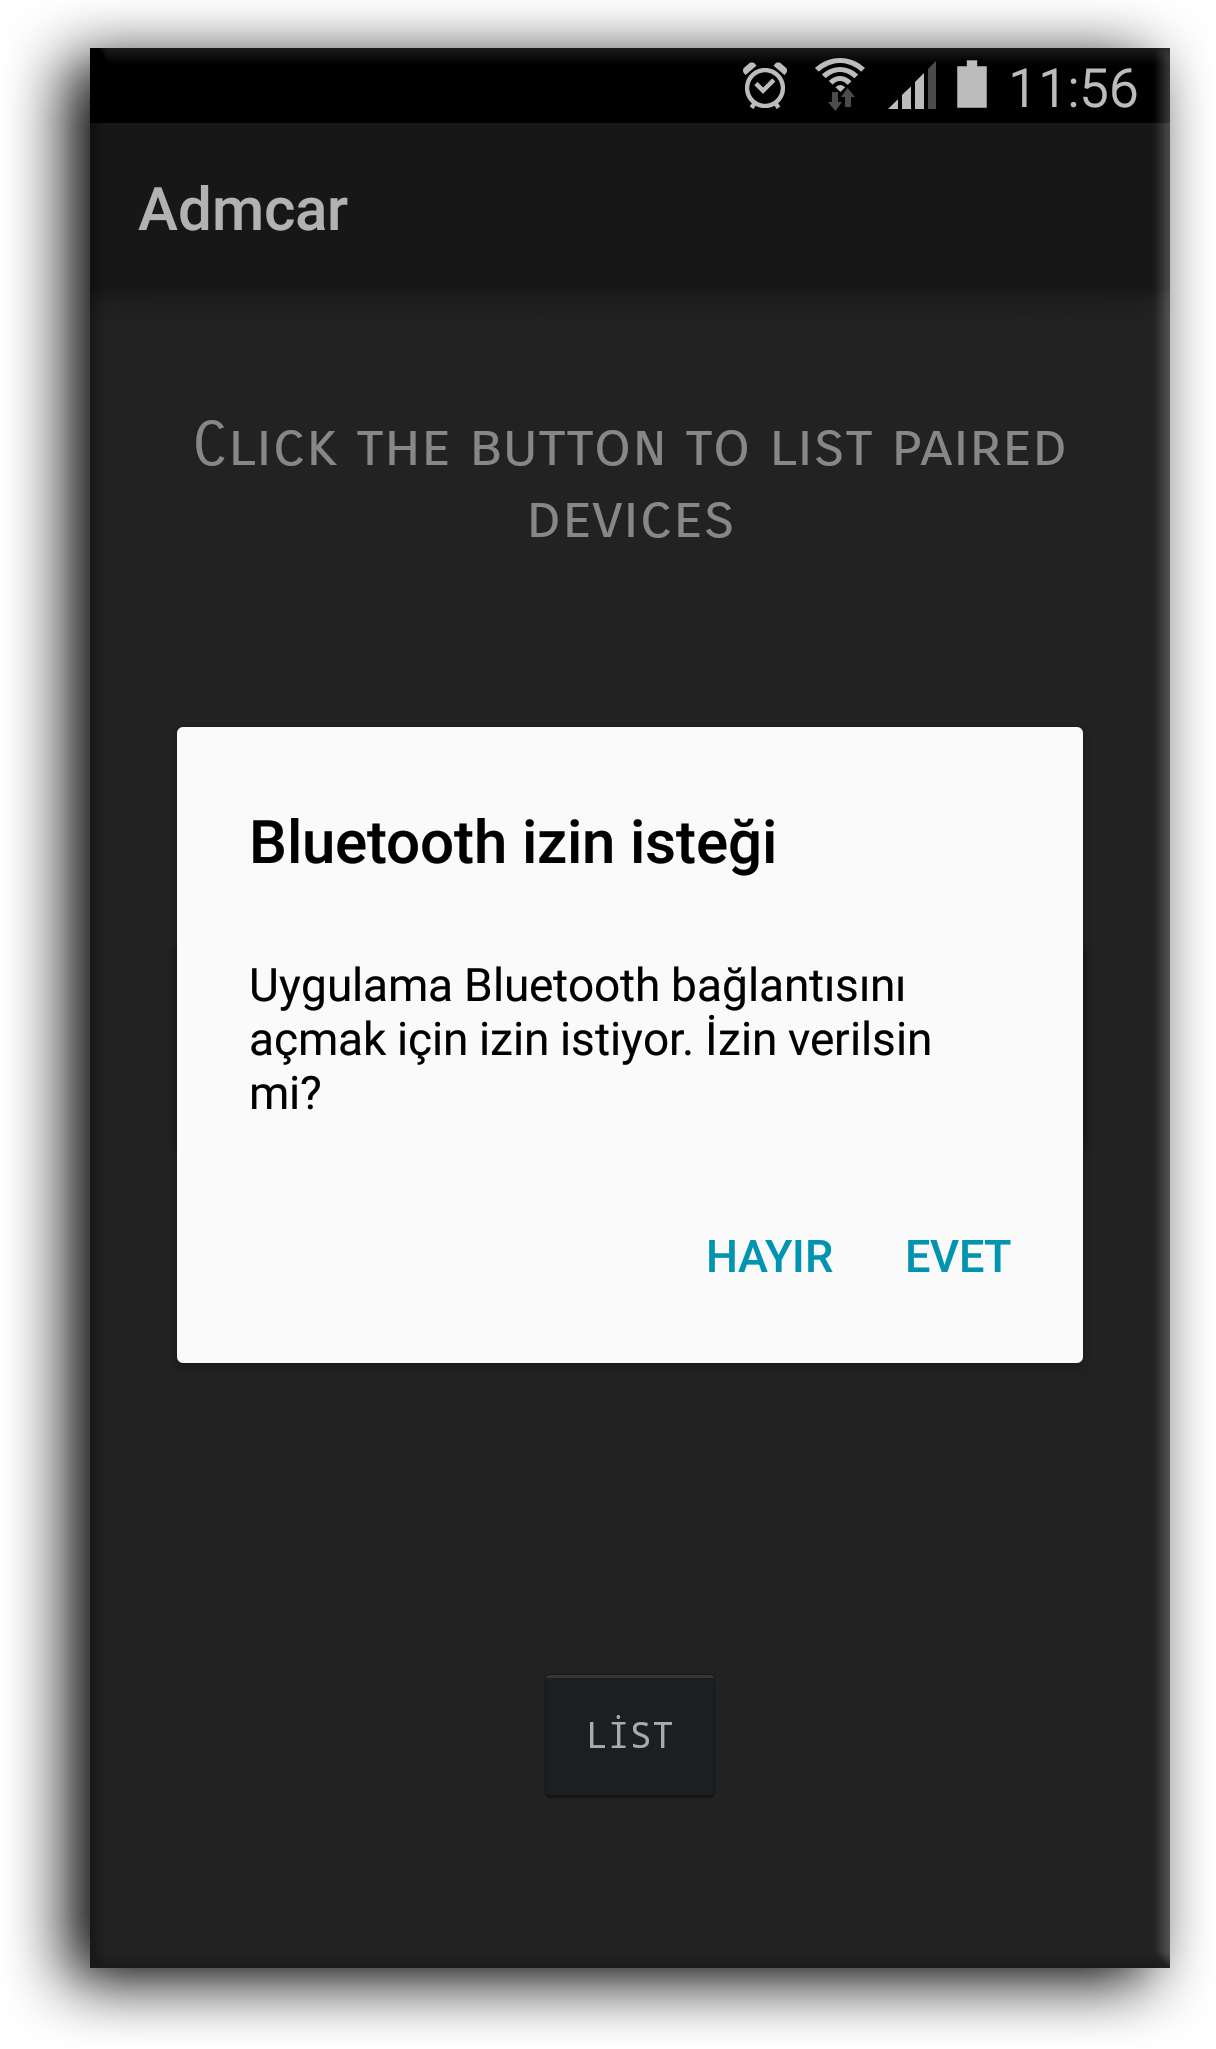 11:56
Admcar
CLICK THE BUTTON TO LIST PAIRED
DEVICES
Bluetooth izin isteği
Uygulama Bluetooth bağlantısını
açmak için izin istiyor. İzin verilsin
mi?
HAYIR EVET
LİST